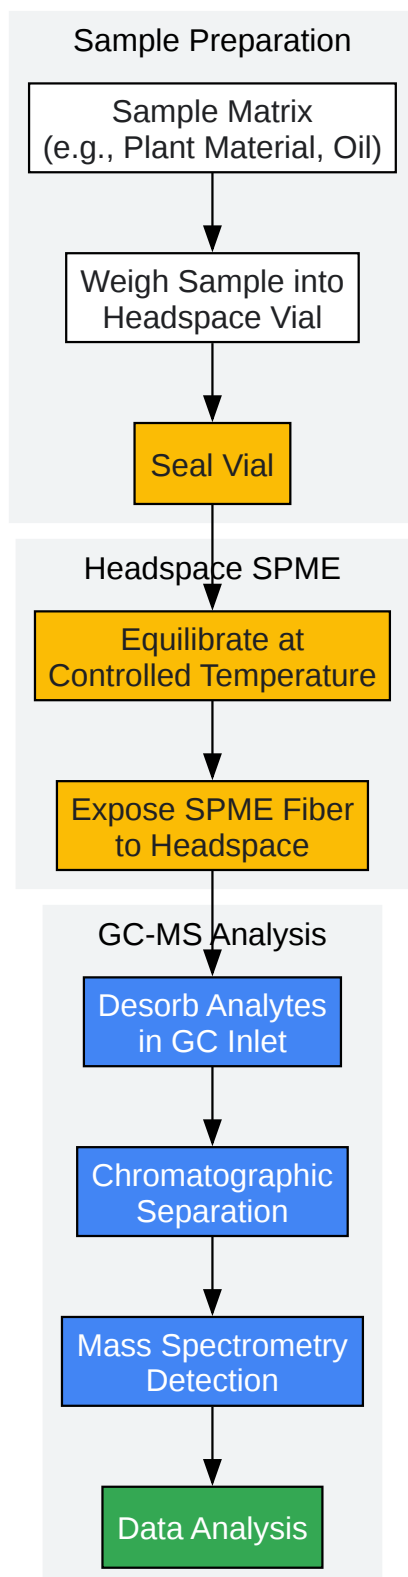 Sample Preparation
Sample Matrix
(e.g., Plant Material, Oil)
Weigh Sample into
Headspace Vial
Seal Vial
Headspace SPME
Equilibrate at
Controlled Temperature
Expose SPME Fiber
to Headspace
GC-MS Analysis
Desorb Analytes
in GC Inlet
Chromatographic
Separation
Mass Spectrometry
Detection
Data Analysis